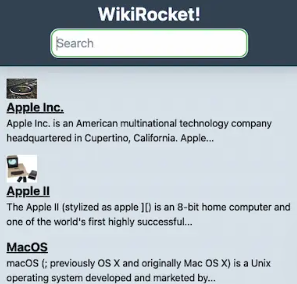 WikiRocket!
Search
Apple Inc.
Apple Inc. is an American multinational technology company
headquartered in Cupertino, California. Apple...
Apple II
The Apple II (stylized as apple ][) is an 8-bit home computer and
one of the world's first highly successful...
MacOS
macOS (; previously OS X and originally Mac OS X) is a Unix
operating system developed and marketed by...